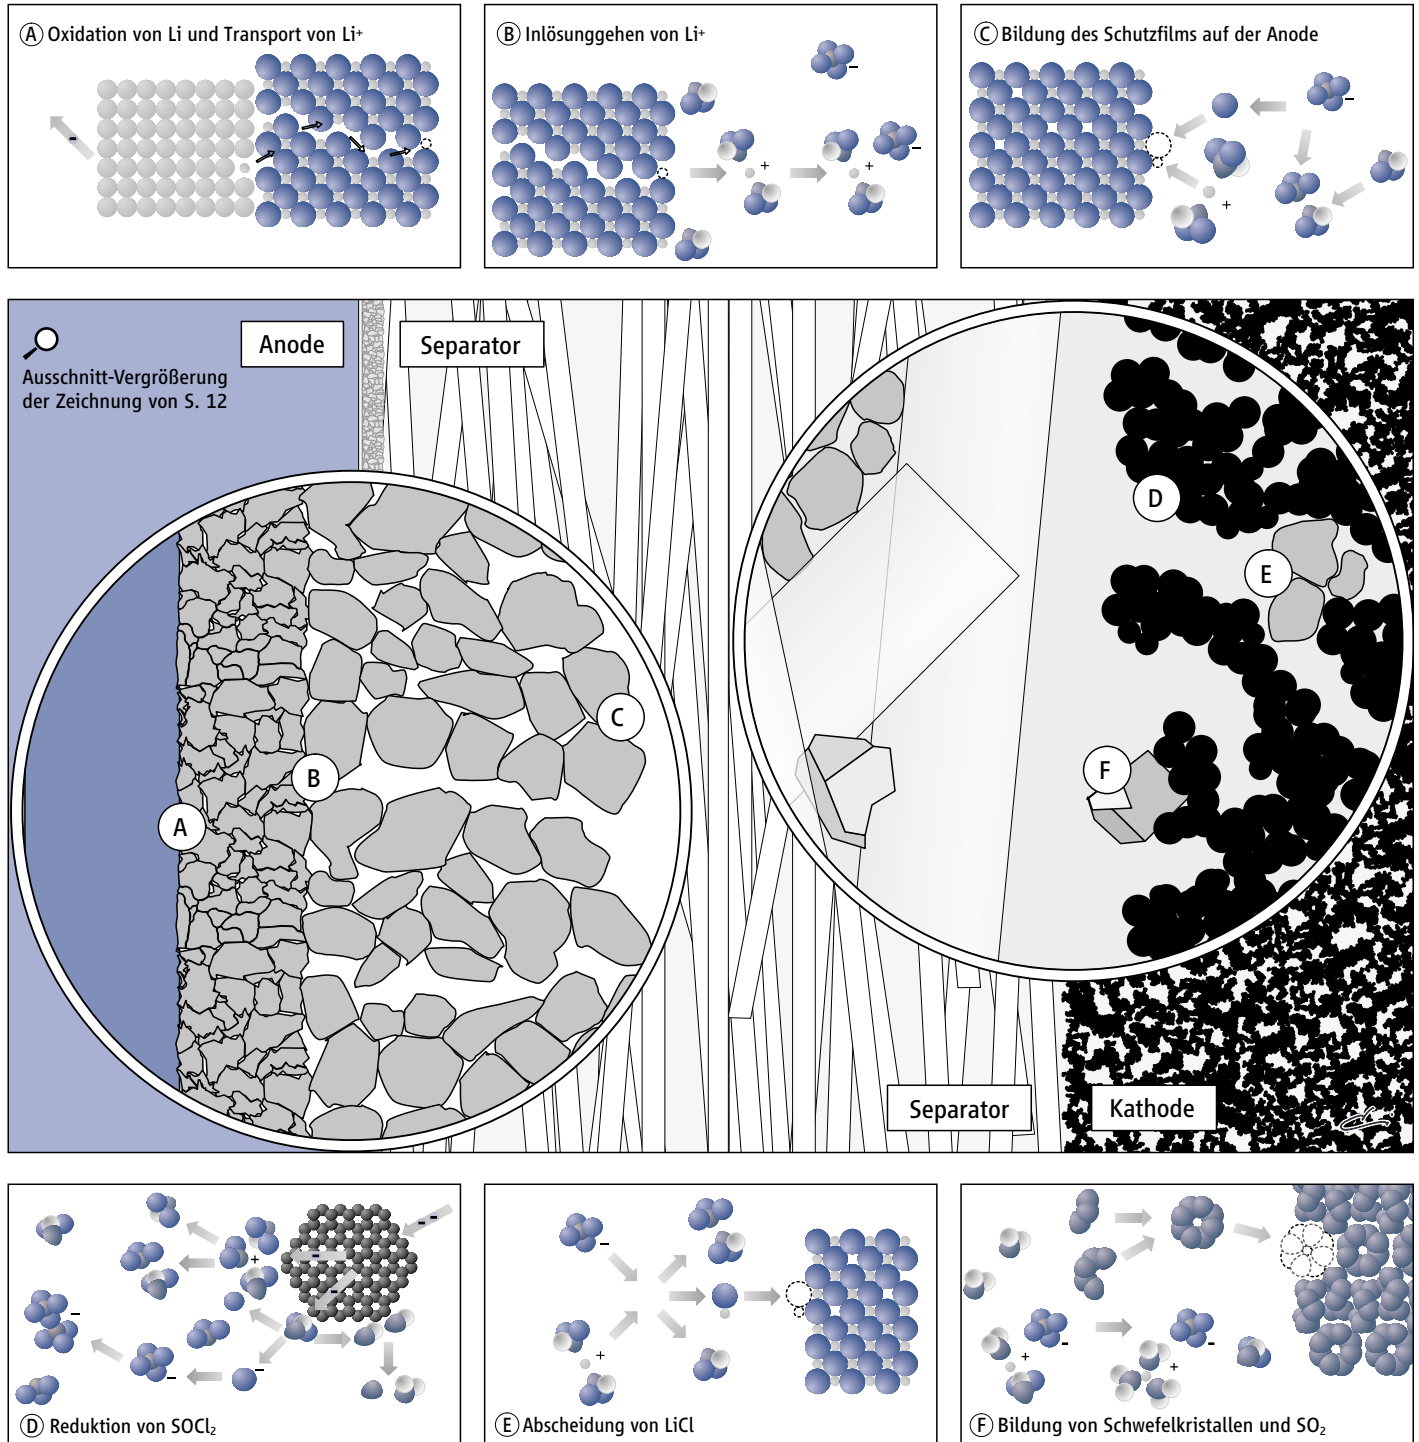 A Oxidation von Li und Transport von Li⁺
-
B Inlösunggehen von Li⁺
-
+
+
-
C Bildung des Schutzfilms auf der Anode
-
+
Ausschnitt-Vergrößerung
der Zeichnung von S. 12
Anode
Separator
A
B
C
D
E
F
Separator
Kathode
D Reduktion von SOCl₂
- -
-
-
+
-
-
-
E Abscheidung von LiCl
-
+
F Bildung von Schwefelkristallen und SO₂
+
-
-
+